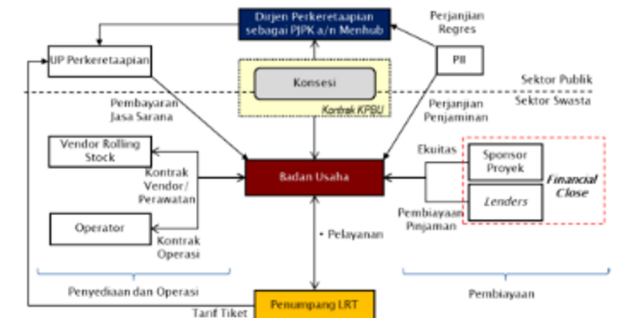 Dirjen Perkeretaapian
sebagai PJPK a/n Menhub
Perjanjian
Regres
UP Perkeretaapian
PII
Konsesi
Sektor Publik
Kontrak KPBU
Sektor Swasta
Pembayaran
Jasa Sarana
Perjanjian
Penjaminan
Vendor Rolling
Stock
Kontrak
Vendor/
Perawatan
Badan Usaha
Ekuitas
Sponsor
Proyek
Financial
Close
Lenders
Operator
Kontrak
Operasi
Pembiayaan
Pinjaman
• Pelayanan
Penyediaan dan Operasi
Pembiayaan
Penumpang LRT
Tarif Tiket